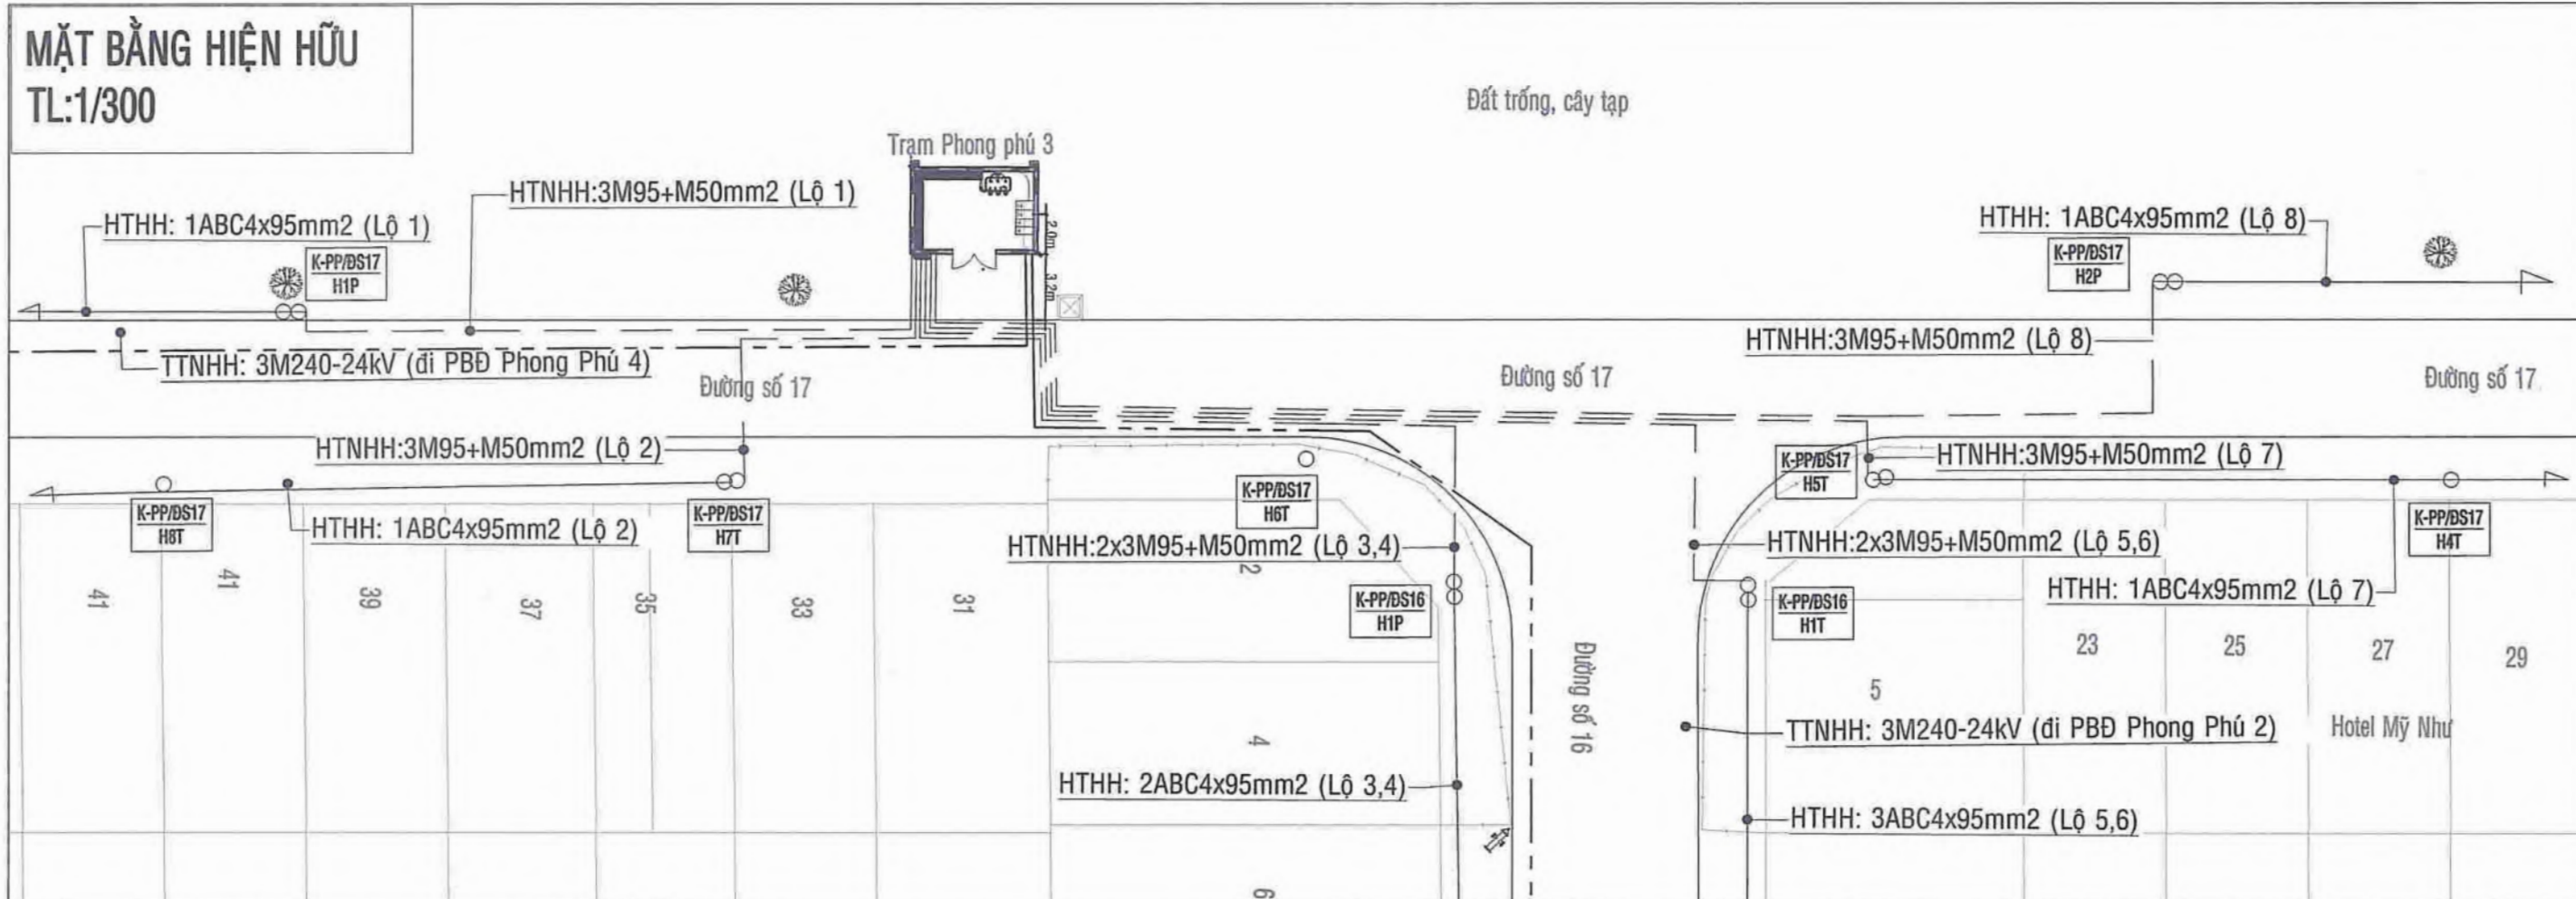 MẶT BẰNG HIỆN HỮU
TL:1/300
Đất trống, cây tạp
Trạm Phong phú 3
HTNHH:3M95+M50mm2 (Lộ 1)
HTHH: 1ABC4x95mm2 (Lộ 1)
K-PP/ĐS17
H1P
2.0m
3.2m
HTHH: 1ABC4x95mm2 (Lộ 8)
K-PP/ĐS17
H2P
HTNHH:3M95+M50mm2 (Lộ 8)
TTNHH: 3M240-24kV (đi PBĐ Phong Phú 4)
Đường số 17
Đường số 17
Đường số 17
HTNHH:3M95+M50mm2 (Lộ 2)
K-PP/ĐS17
H8T
HTHH: 1ABC4x95mm2 (Lộ 2)
K-PP/ĐS17
H7T
K-PP/ĐS17
H6T
K-PP/ĐS17
H5T
HTNHH:3M95+M50mm2 (Lộ 7)
K-PP/ĐS17
H4T
HTNHH:2x3M95+M50mm2 (Lộ 3,4)
HTNHH:2x3M95+M50mm2 (Lộ 5,6)
HTHH: 1ABC4x95mm2 (Lộ 7)
K-PP/ĐS16
H1P
K-PP/ĐS16
H1T
41
41
39
37
35
33
31
2
23
25
27
29
5
4
Đường số 16
TTNHH: 3M240-24kV (đi PBĐ Phong Phú 2)
Hotel Mỹ Như
HTHH: 2ABC4x95mm2 (Lộ 3,4)
HTHH: 3ABC4x95mm2 (Lộ 5,6)
6